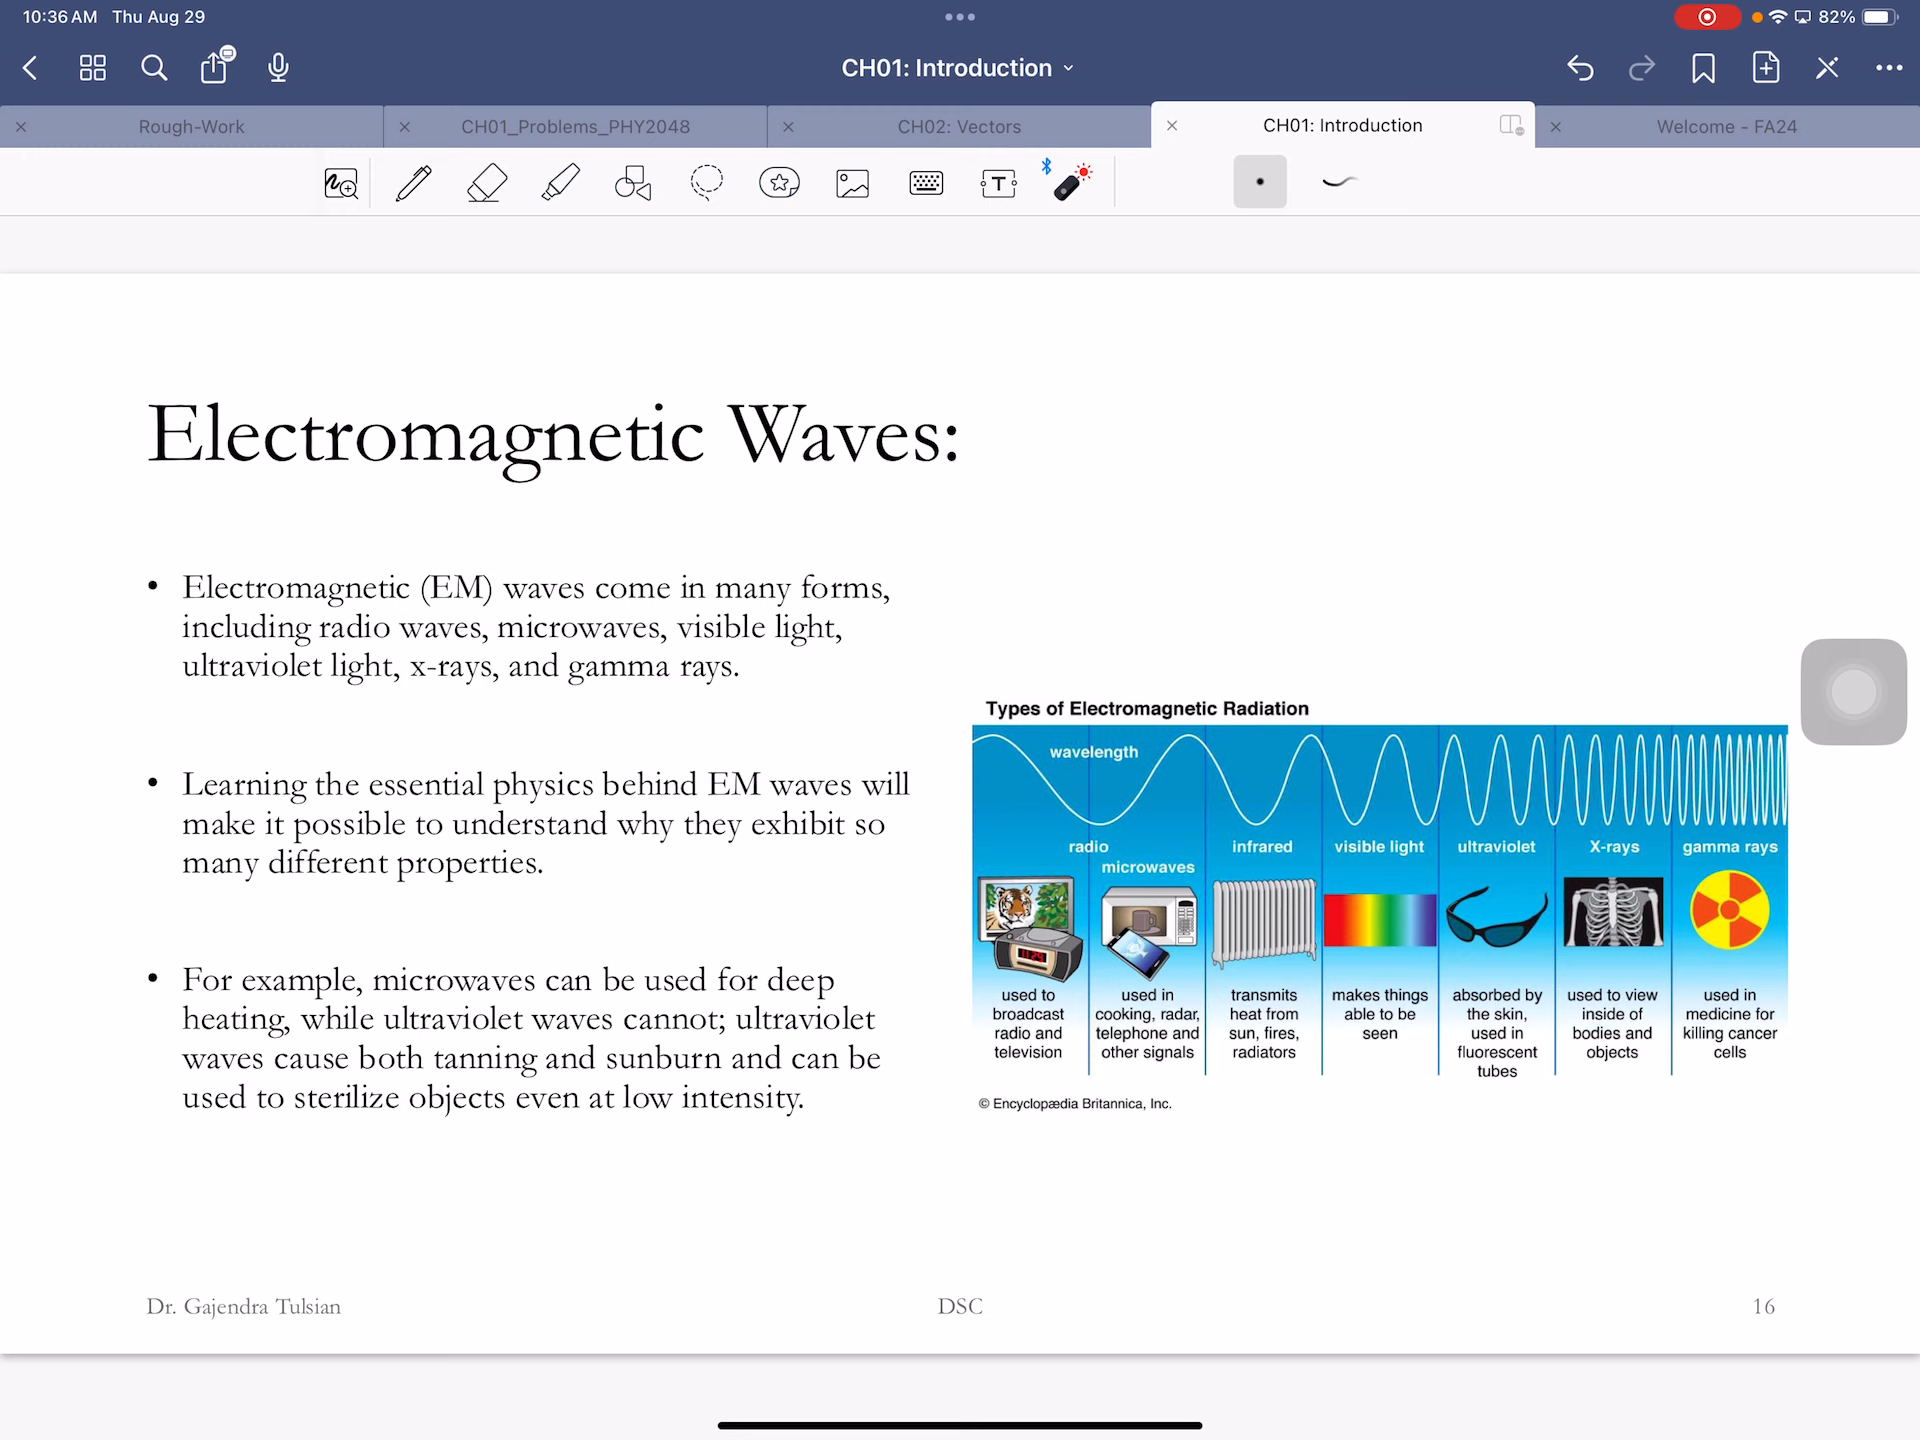 10:36 AM Thu Aug 29
82%
CH01: Introduction
Rough-Work
CH01_Problems_PHY2048
CH02: Vectors
CH01: Introduction
Welcome - FA24
Electromagnetic Waves:
• Electromagnetic (EM) waves come in many forms,
including radio waves, microwaves, visible light,
ultraviolet light, x-rays, and gamma rays.
• Learning the essential physics behind EM waves will
make it possible to understand why they exhibit so
many different properties.
• For example, microwaves can be used for deep
heating, while ultraviolet waves cannot; ultraviolet
waves cause both tanning and sunburn and can be
used to sterilize objects even at low intensity.
Types of Electromagnetic Radiation
wavelength
radio
microwaves
infrared
visible light
ultraviolet
X-rays
gamma rays
used to
broadcast
radio and
television
used in
cooking, radar,
telephone and
other signals
transmits
heat from
sun, fires,
radiators
makes things
able to be
seen
absorbed by
the skin,
used in
fluorescent
tubes
used to view
inside of
bodies and
objects
used in
medicine for
killing cancer
cells
© Encyclopædia Britannica, Inc.
Dr. Gajendra Tulsian
DSC
16